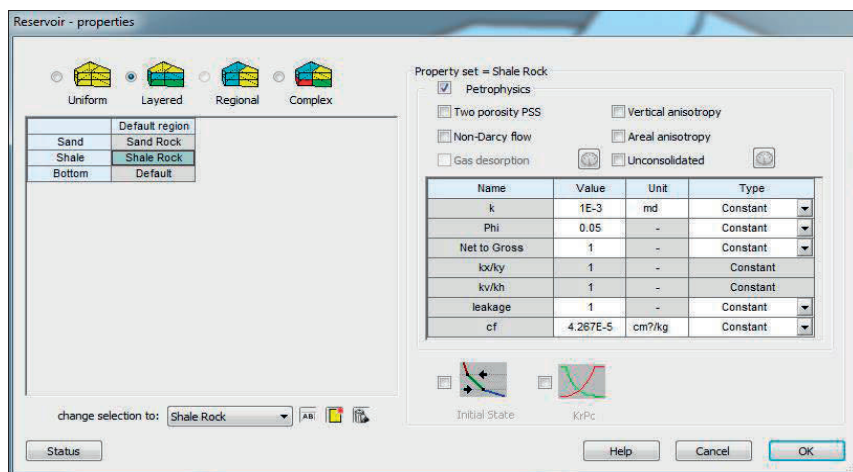 Reservoir - properties
Uniform Layered Regional Complex
Default region
Sand Sand Rock
Shale Shale Rock
Bottom Default
change selection to: Shale Rock AB
Property set = Shale Rock
Petrophysics
Two porosity PSS Vertical anisotropy
Non-Darcy flow Areal anisotropy
Gas desorption Unconsolidated
Name Value Unit Type
k 1E-3 md Constant
Phi 0.05 - Constant
Net to Gross 1 - Constant
kx/ky 1 - Constant
kv/kh 1 - Constant
leakage 1 - Constant
cf 4.267E-5 cm?/kg Constant
Initial State KrPc
Status Help Cancel OK